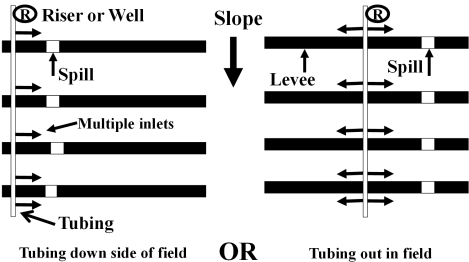 R Riser or Well
Slope
R
Spill
Levee
Spill
Multiple inlets
Tubing
Tubing down side of field
OR
Tubing out in field